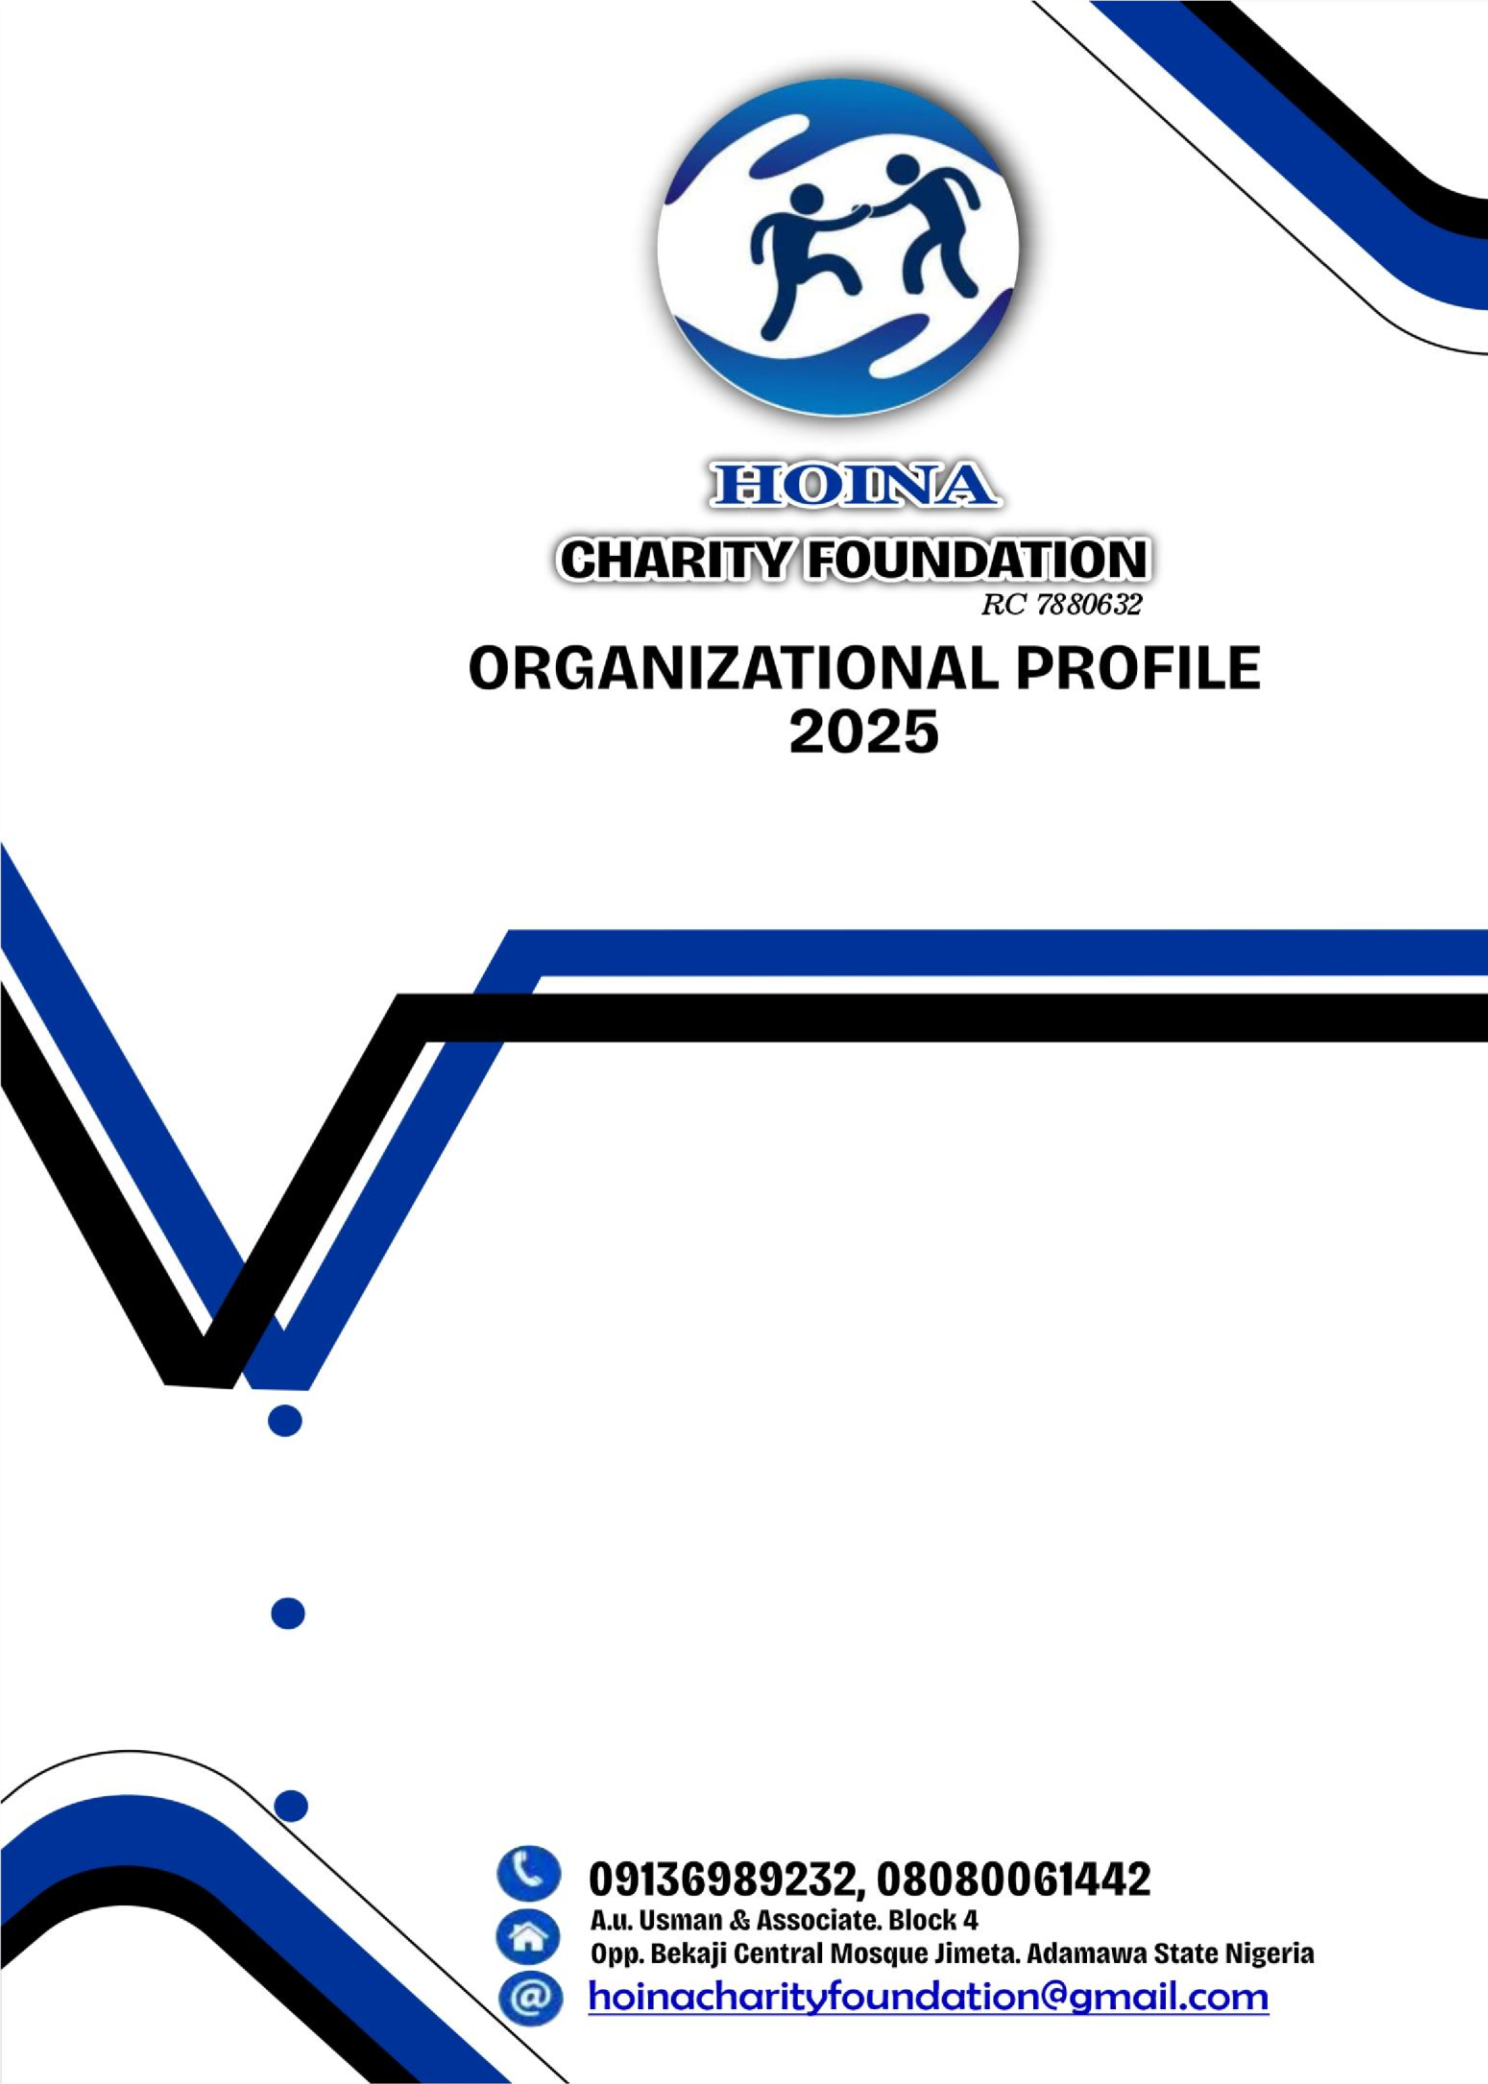 HOINA
CHARITY FOUNDATION
RC 7880632
ORGANIZATIONAL PROFILE
2025
09136989232, 08080061442
A.u. Usman & Associate. Block 4
Opp. Bekaji Central Mosque Jimeta. Adamawa State Nigeria
hoinacharityfoundation@gmail.com